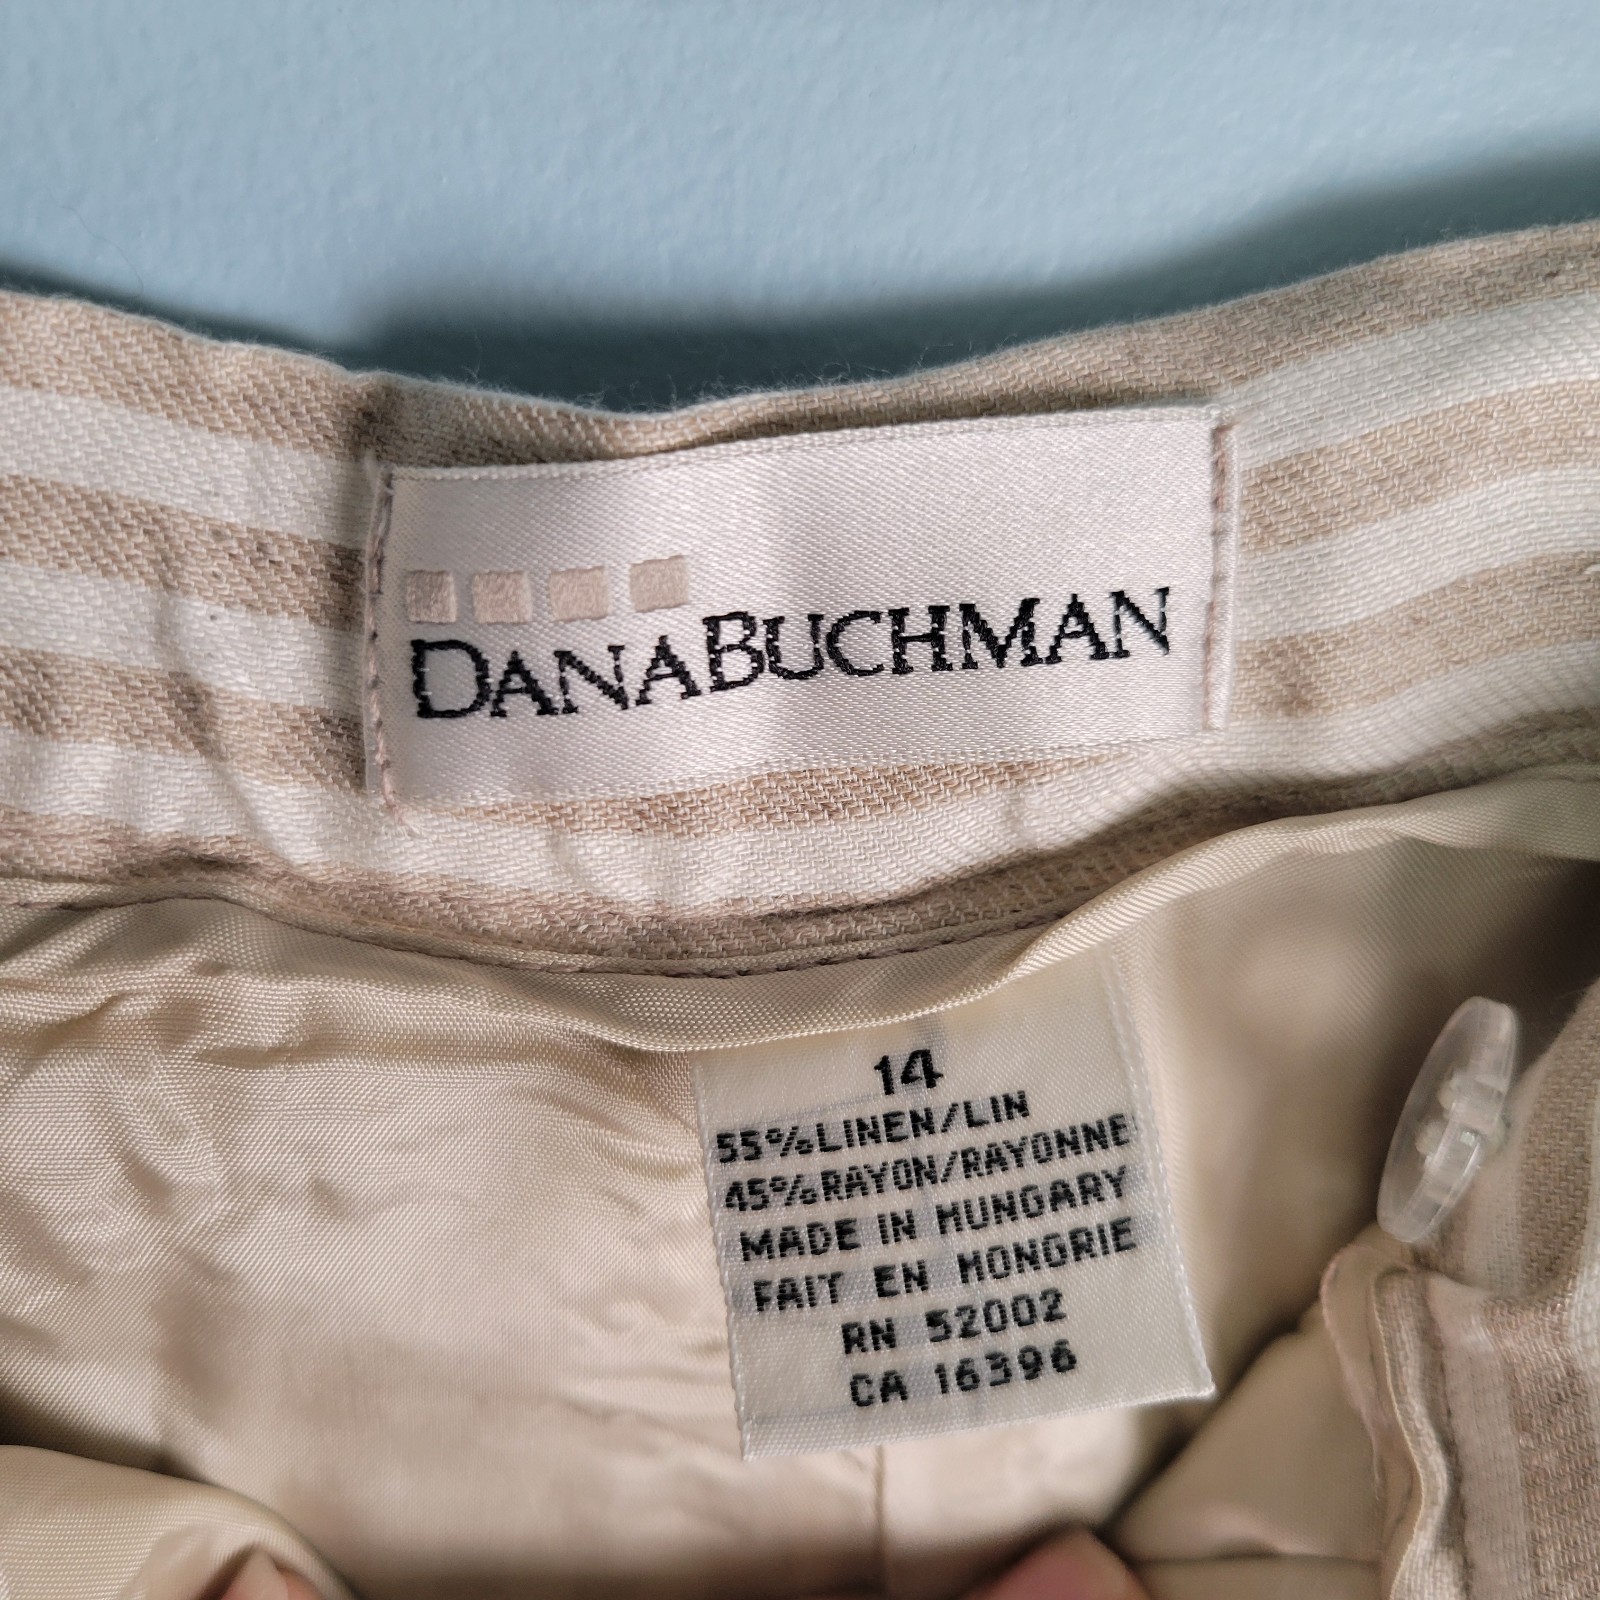 DANABUCHMAN
14
55%LINEN/LIN
45%RAYON/RAYONNE
MADE IN HUNGARY
FAIT EN HONGRIE
RN 52002
CA 16396